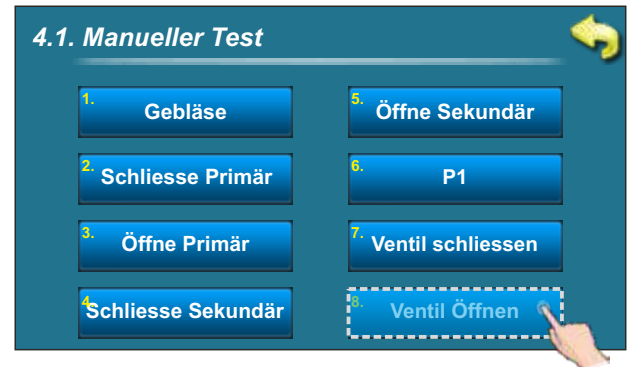 4.1. Manueller Test
1. Gebläse
2. Schliesse Primär
3. Öffne Primär
4. Schliesse Sekundär
5. Öffne Sekundär
6. P1
7. Ventil schliessen
8. Ventil Öffnen